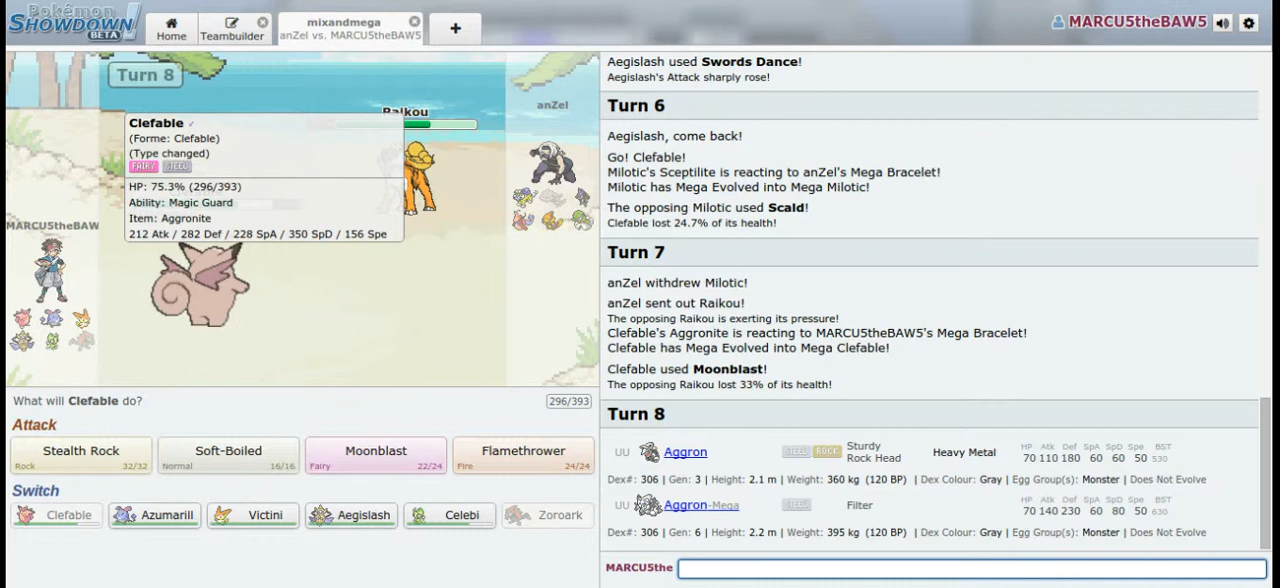 Pokémon
SHOWDOWN!
BETA
Home
Teambuilder
mixandmega
anZel vs. MARCU5theBAW5
+
MARCU5theBAW5
Turn 8
Raikou
anZel
Clefable
(Forme: Clefable)
(Type changed)
FAIRY STEEL
HP: 75.3% (296/393)
Ability: Magic Guard
Item: Aggronite
212 Atk / 282 Def / 228 SpA / 350 SpD / 156 Spe
MARCU5theBAW
What will Clefable do?
296/393
Attack
Stealth Rock
Rock 32/32
Soft-Boiled
Normal 16/16
Moonblast
Fairy 22/24
Flamethrower
Fire 24/24
Switch
Clefable
Azumarill
Victini
Aegislash
Celebi
Zoroark
Aegislash used Swords Dance!
Aegislash's Attack sharply rose!
Turn 6
Aegislash, come back!
Go! Clefable!
Milotic's Sceptilite is reacting to anZel's Mega Bracelet!
Milotic has Mega Evolved into Mega Milotic!
The opposing Milotic used Scald!
Clefable lost 24.7% of its health!
Turn 7
anZel withdrew Milotic!
anZel sent out Raikou!
The opposing Raikou is exerting its pressure!
Clefable's Aggronite is reacting to MARCU5theBAW5's Mega Bracelet!
Clefable has Mega Evolved into Mega Clefable!
Clefable used Moonblast!
The opposing Raikou lost 33% of its health!
Turn 8
UU Aggron STEEL ROCK Sturdy Rock Head Heavy Metal HP 70 Atk 110 Def 180 SpA 60 SpD 60 Spe 50 BST 530
Dex#: 306 | Gen: 3 | Height: 2.1 m | Weight: 360 kg (120 BP) | Dex Colour: Gray | Egg Group(s): Monster | Does Not Evolve
UU Aggron-Mega STEEL Filter HP 70 Atk 140 Def 230 SpA 60 SpD 80 Spe 50 BST 630
Dex#: 306 | Gen: 6 | Height: 2.2 m | Weight: 395 kg (120 BP) | Dex Colour: Gray | Egg Group(s): Monster | Does Not Evolve
MARCU5the